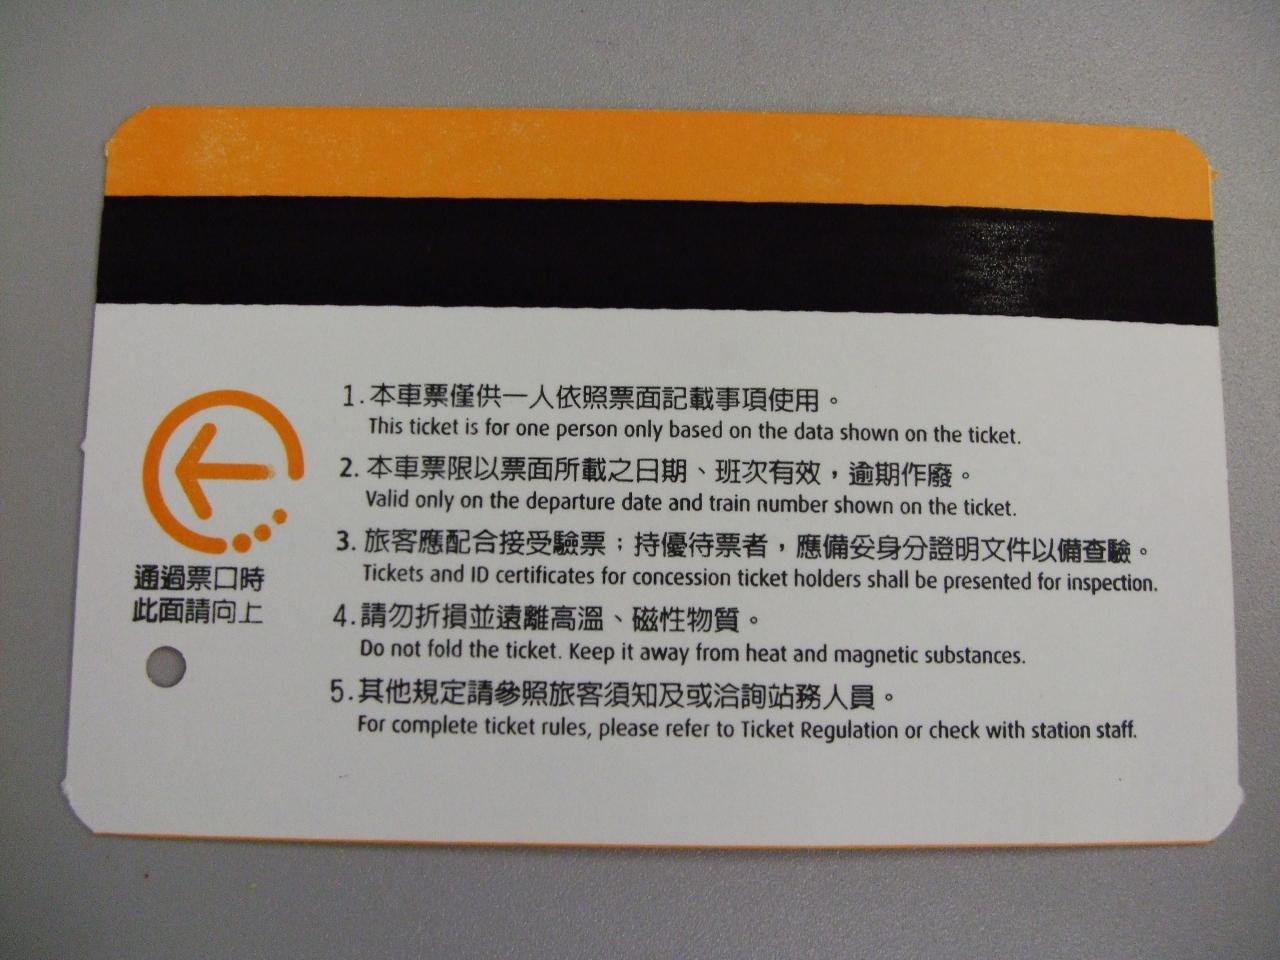 1.本車票僅供一人依照票面記載事項使用。
This ticket is for one person only based on the data shown on the ticket.
2.本車票限以票面所載之日期、班次有效，逾期作廢。
Valid only on the departure date and train number shown on the ticket.
3.旅客應配合接受驗票；持優待票者，應備妥身分證明文件以備查驗。
Tickets and ID certificates for concession ticket holders shall be presented for inspection.
4.請勿折損並遠離高溫、磁性物質。
Do not fold the ticket. Keep it away from heat and magnetic substances.
5.其他規定請參照旅客須知及或洽詢站務人員。
For complete ticket rules, please refer to Ticket Regulation or check with station staff.
通過票口時
此面請向上